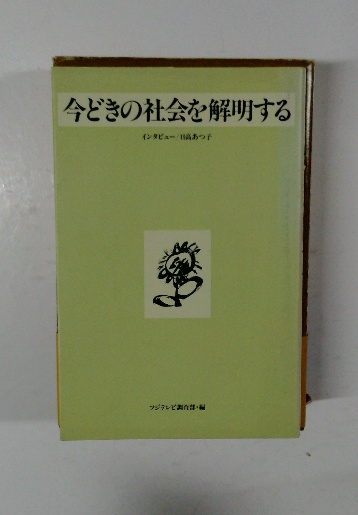 今どきの社会を解明する
インタビュー/日高あつ子
フジテレビ調査部・編